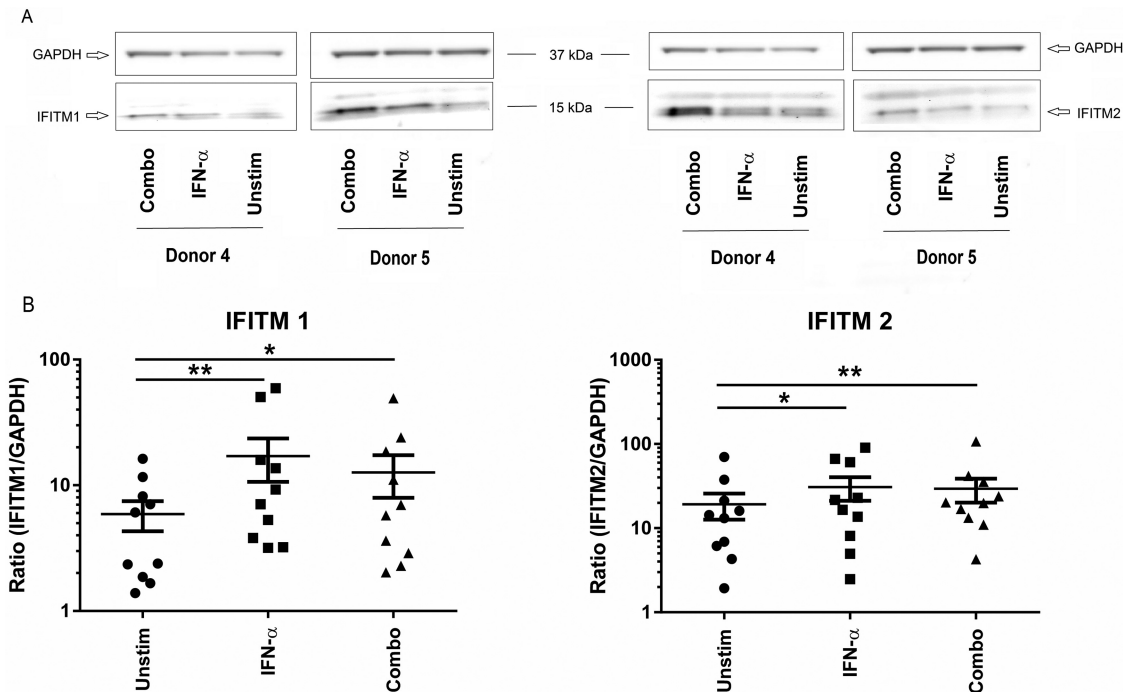 A
GAPDH
37 kDa
GAPDH
IFITM1
15 kDa
IFITM2
Combo IFN-α Unstim Combo IFN-α Unstim Combo IFN-α Unstim Combo IFN-α Unstim
Donor 4 Donor 5 Donor 4 Donor 5
B
IFITM 1
Ratio (IFITM1/GAPDH)
100
10
1
*
**
Unstim IFN-α Combo
IFITM 2
Ratio (IFITM2/GAPDH)
1000
100
10
1
**
*
Unstim IFN-α Combo